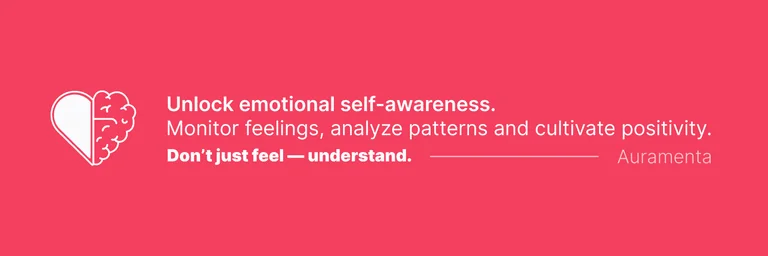 Unlock emotional self-awareness.
Monitor feelings, analyze patterns and cultivate positivity.
Don’t just feel — understand. Auramenta